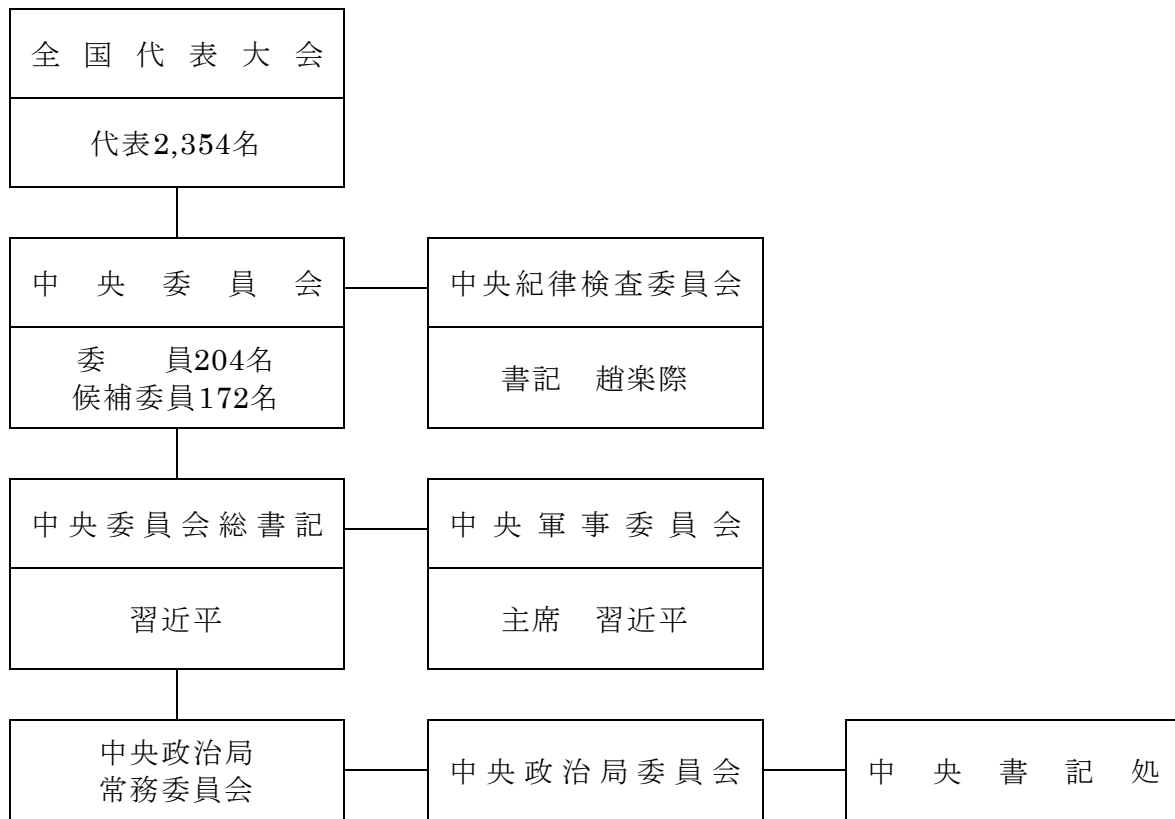 全国代表大会
代表2,354名
中央委員会
中央紀律検査委員会
委　　員204名
候補委員172名
書記　趙楽際
中央委員会総書記
中央軍事委員会
習近平
主席　習近平
中央政治局
常務委員会
中央政治局委員会
中央書記処